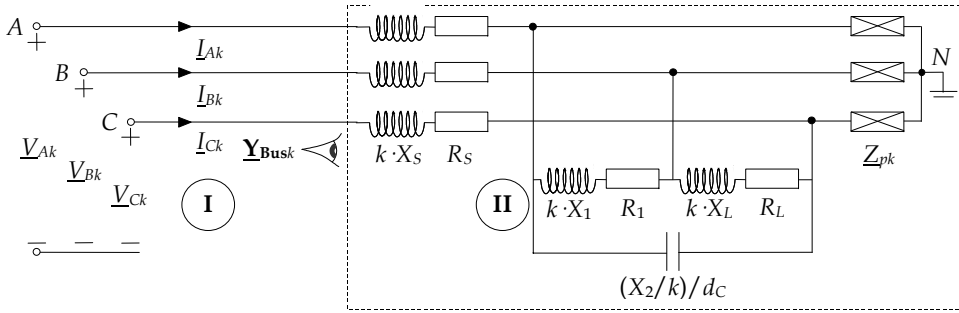 A
+
I_Ak
N
B
+
I_Bk
C
+
I_Ck
Y_Busk
k·X_S
R_S
Z_pk
V_Ak
V_Bk
V_Ck
I
II
k·X_1
R_1
k·X_L
R_L
(X_2/k)/d_C